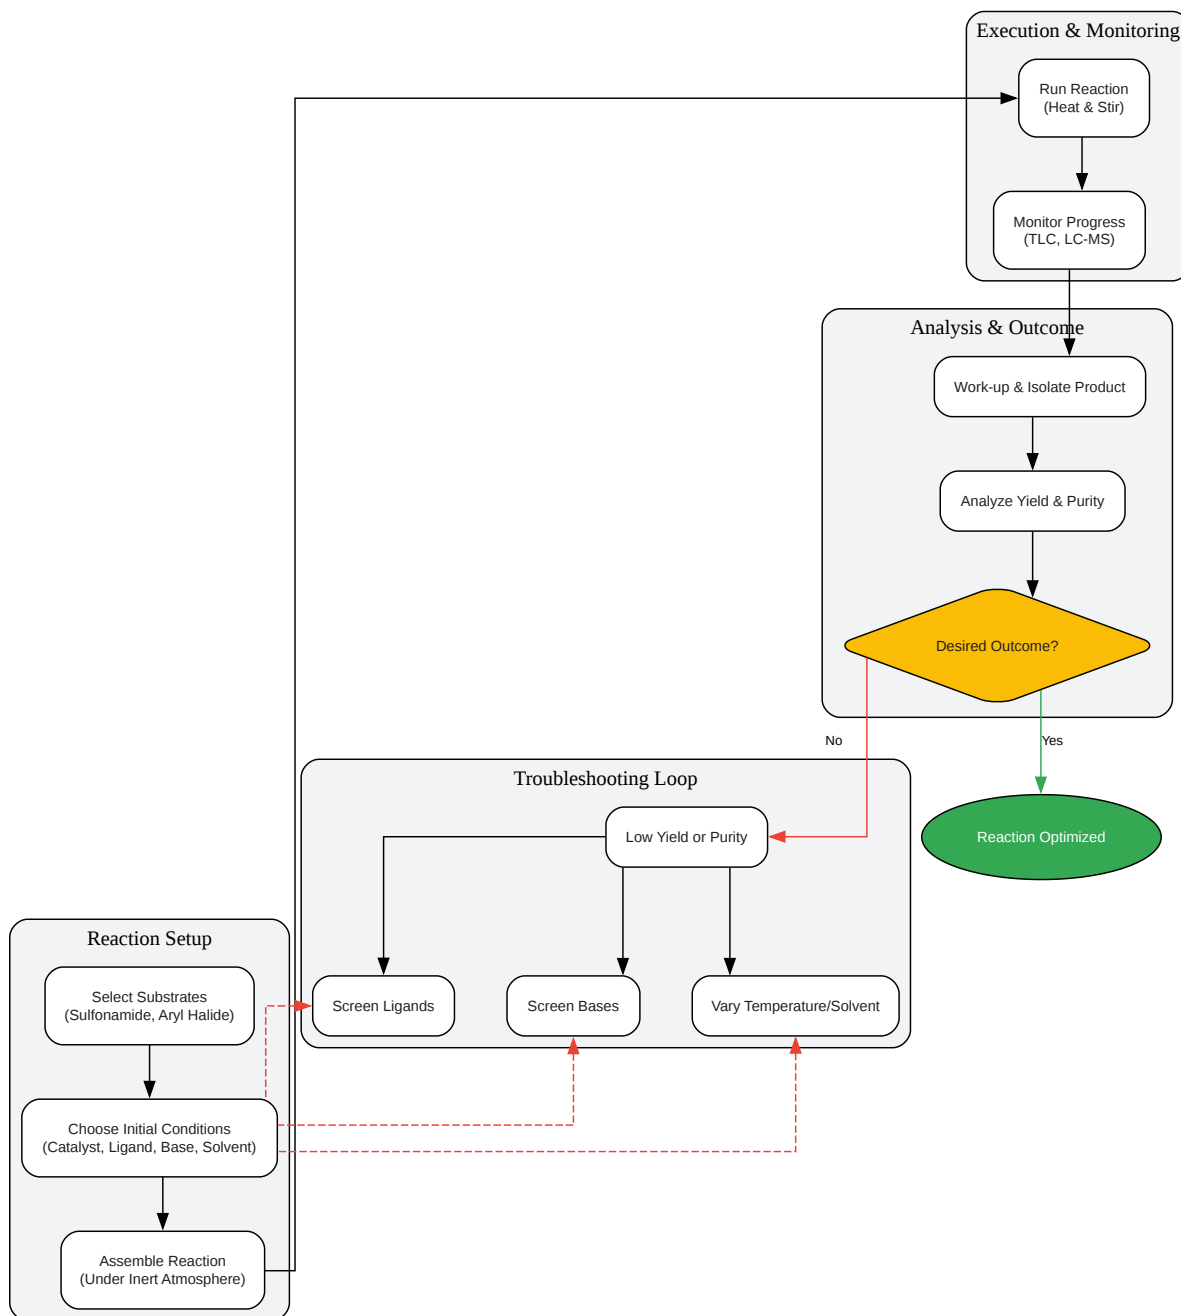 Execution & Monitoring
Run Reaction
(Heat & Stir)
Monitor Progress
(TLC, LC-MS)
Analysis & Outcome
Work-up & Isolate Product
Analyze Yield & Purity
Desired Outcome?
No
Yes
Troubleshooting Loop
Low Yield or Purity
Reaction Optimized
Screen Ligands
Screen Bases
Vary Temperature/Solvent
Reaction Setup
Select Substrates
(Sulfonamide, Aryl Halide)
Choose Initial Conditions
(Catalyst, Ligand, Base, Solvent)
Assemble Reaction
(Under Inert Atmosphere)